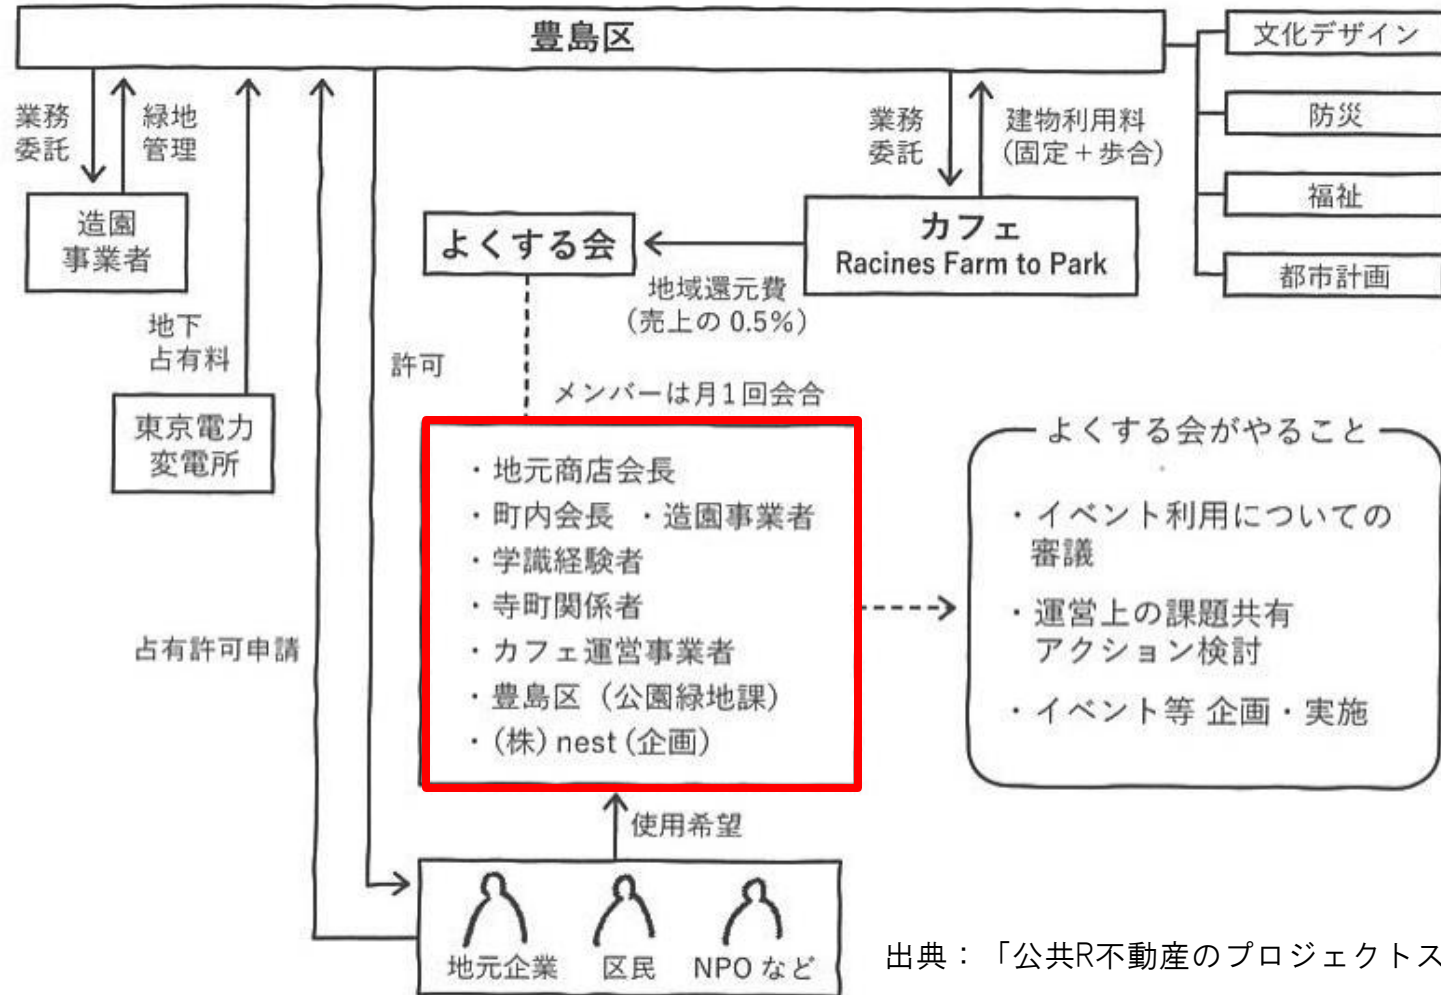 豊島区
文化デザイン
防災
福祉
都市計画
業務
委託
緑地
管理
業務
委託
建物利用料
(固定＋歩合)
造園
事業者
よくする会
カフェ
Racines Farm to Park
地域還元費
(売上の 0.5%)
地下
占有料
許可
メンバーは月1回会合
東京電力
変電所
・地元商店会長
・町内会長 ・造園事業者
・学識経験者
・寺町関係者
・カフェ運営事業者
・豊島区（公園緑地課）
・(株) nest (企画)
よくする会がやること
・イベント利用についての
審議
・運営上の課題共有
アクション検討
・イベント等 企画・実施
占有許可申請
使用希望
地元企業
区民
NPO など
出典：「公共R不動産のプロジェクトス